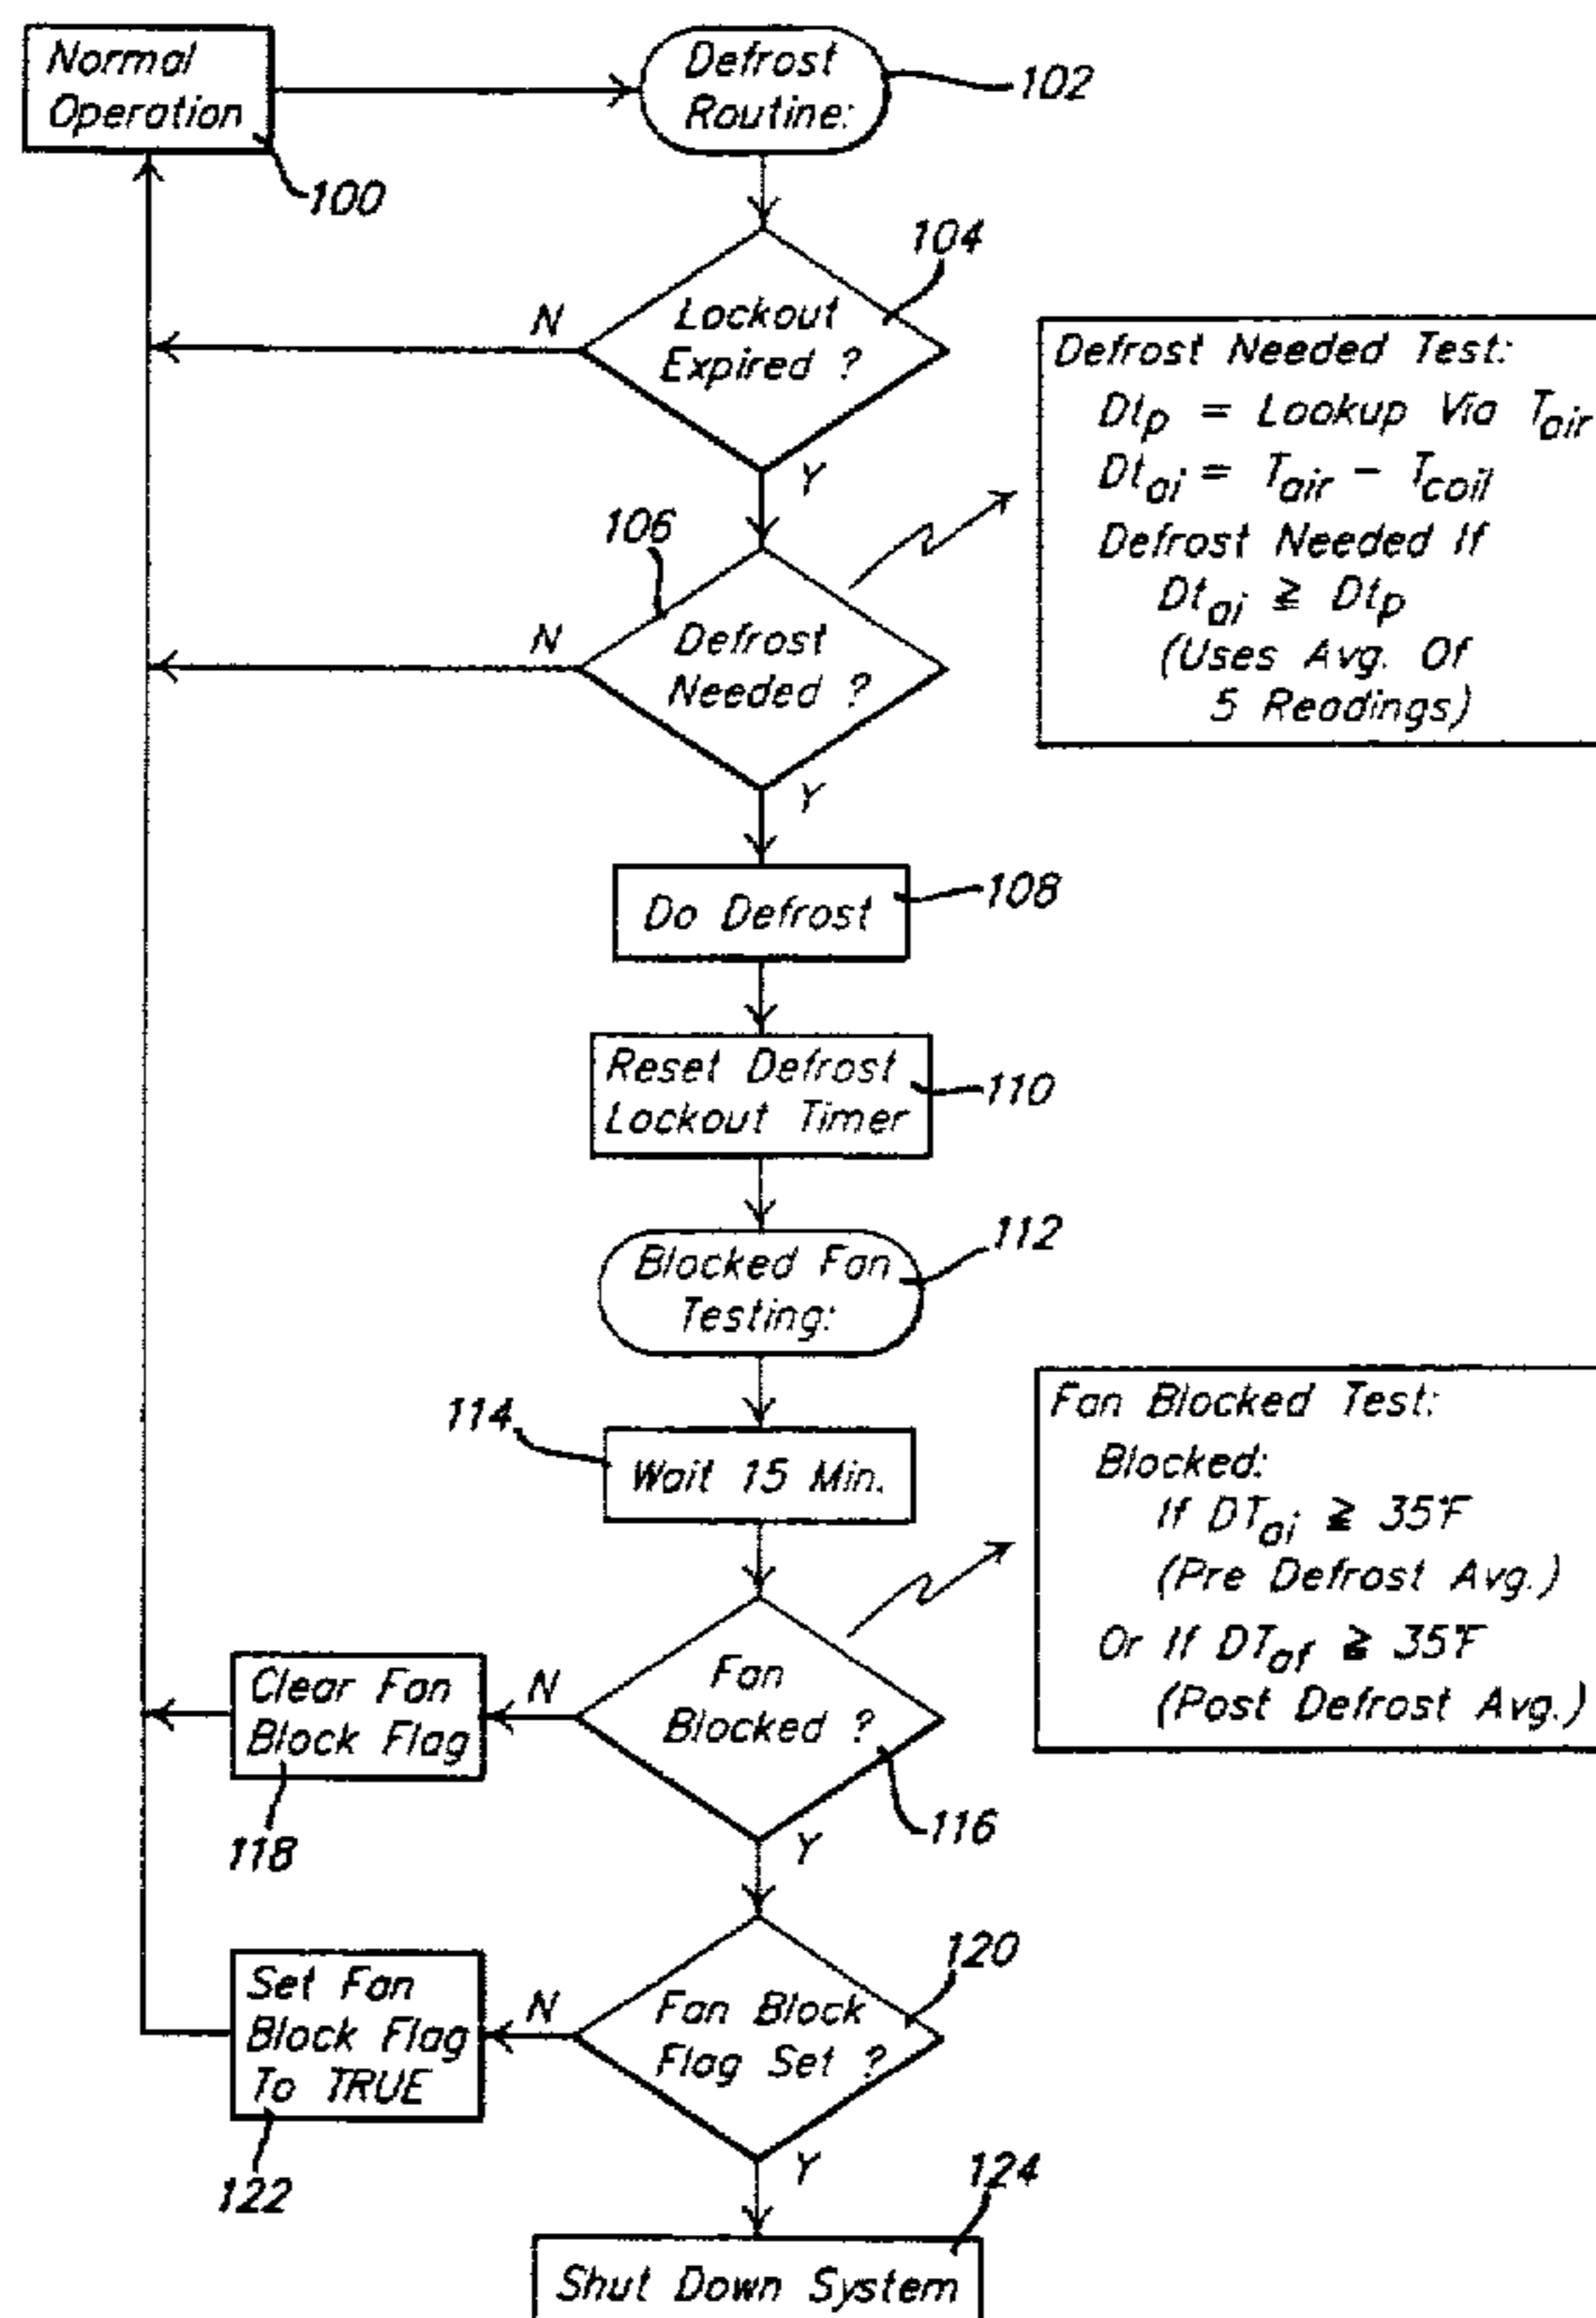 Normal
Operation
100
Defrost
Routine:
102
104
Lockout
Expired ?
N
Y
Defrost Needed Test:
Dtp = Lookup Via Tair
Dtai = Tair - Tcoil
Defrost Needed If
Dtai ≧ Dtp
(Uses Avg. Of
5 Readings)
106
Defrost
Needed ?
N
Y
Do Defrost
108
Reset Defrost
Lockout Timer
110
Blocked Fan
Testing:
112
114
Wait 15 Min.
Fan Blocked Test:
Blocked:
If DTai ≧ 35°F
(Pre Defrost Avg.)
Or If DTaf ≧ 35°F
(Post Defrost Avg.)
Fan
Blocked ?
116
N
Y
Clear Fan
Block Flag
118
120
Fan Block
Flag Set ?
N
Y
Set Fan
Block Flag
To TRUE
122
124
Shut Down System